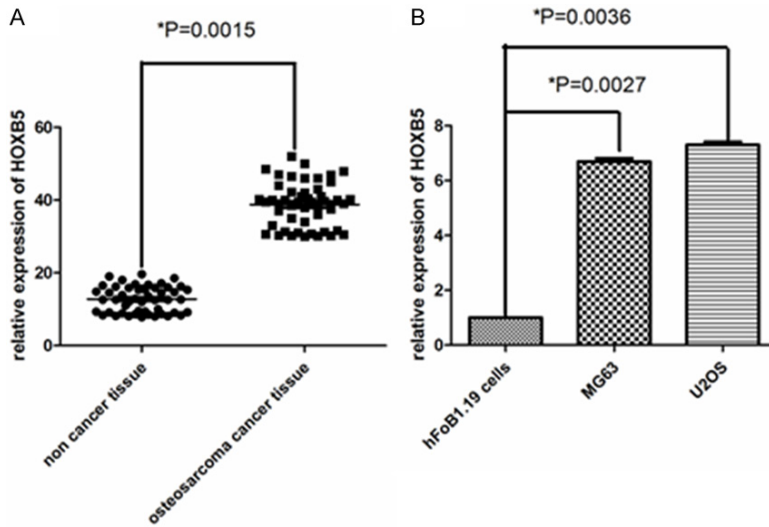 A
*P=0.0015
relative expression of HOXB5
60
40
20
0
non cancer tissue
osteosarcoma cancer tissue
B
*P=0.0036
*P=0.0027
relative expression of HOXB5
8
6
4
2
0
hFoB1.19 cells
MG63
U2OS